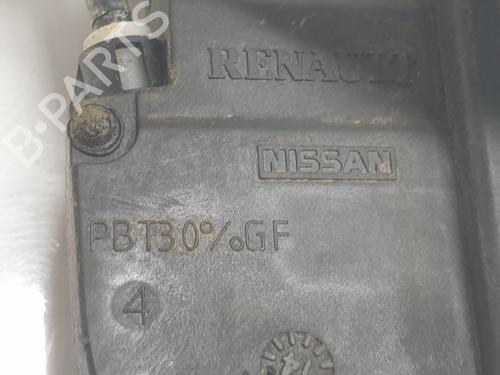 B-PARTS
RENAULT
NISSAN
PBT30%GF
4